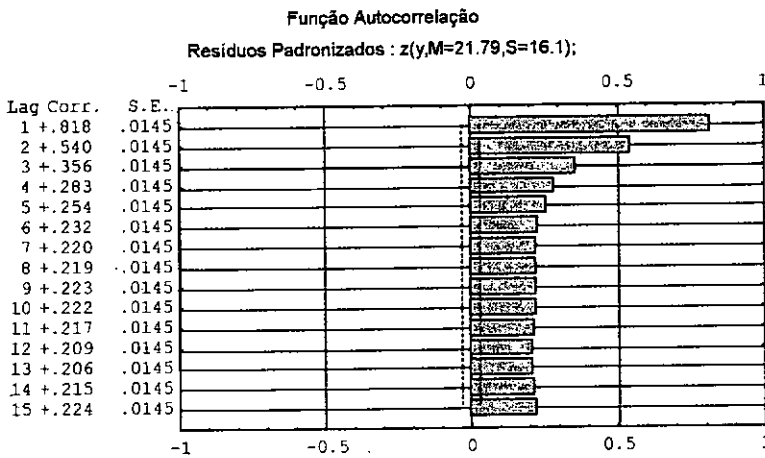 Função Autocorrelação
Resíduos Padronizados : z(y,M=21.79,S=16.1);
-1 -0.5 0 0.5 1
Lag Corr. S.E.
1 +.818 .0145
2 +.540 .0145
3 +.356 .0145
4 +.283 .0145
5 +.254 .0145
6 +.232 .0145
7 +.220 .0145
8 +.219 .0145
9 +.223 .0145
10 +.222 .0145
11 +.217 .0145
12 +.209 .0145
13 +.206 .0145
14 +.215 .0145
15 +.224 .0145
-1 -0.5 0 0.5 1